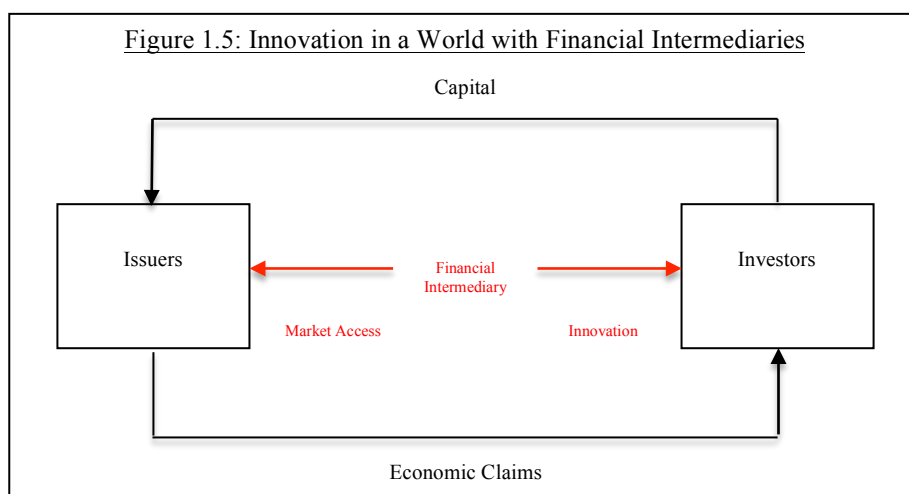 Figure 1.5: Innovation in a World with Financial Intermediaries
Capital
Issuers
Financial
Intermediary
Investors
Market Access
Innovation
Economic Claims